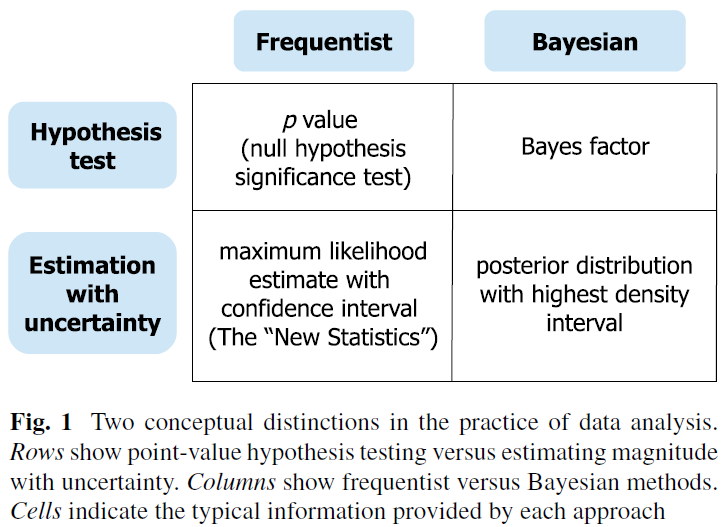 Frequentist
Bayesian
Hypothesis
test
p value
(null hypothesis
significance test)
Bayes factor
Estimation
with
uncertainty
maximum likelihood
estimate with
confidence interval
(The “New Statistics”)
posterior distribution
with highest density
interval
Fig. 1 Two conceptual distinctions in the practice of data analysis.
Rows show point-value hypothesis testing versus estimating magnitude
with uncertainty. Columns show frequentist versus Bayesian methods.
Cells indicate the typical information provided by each approach